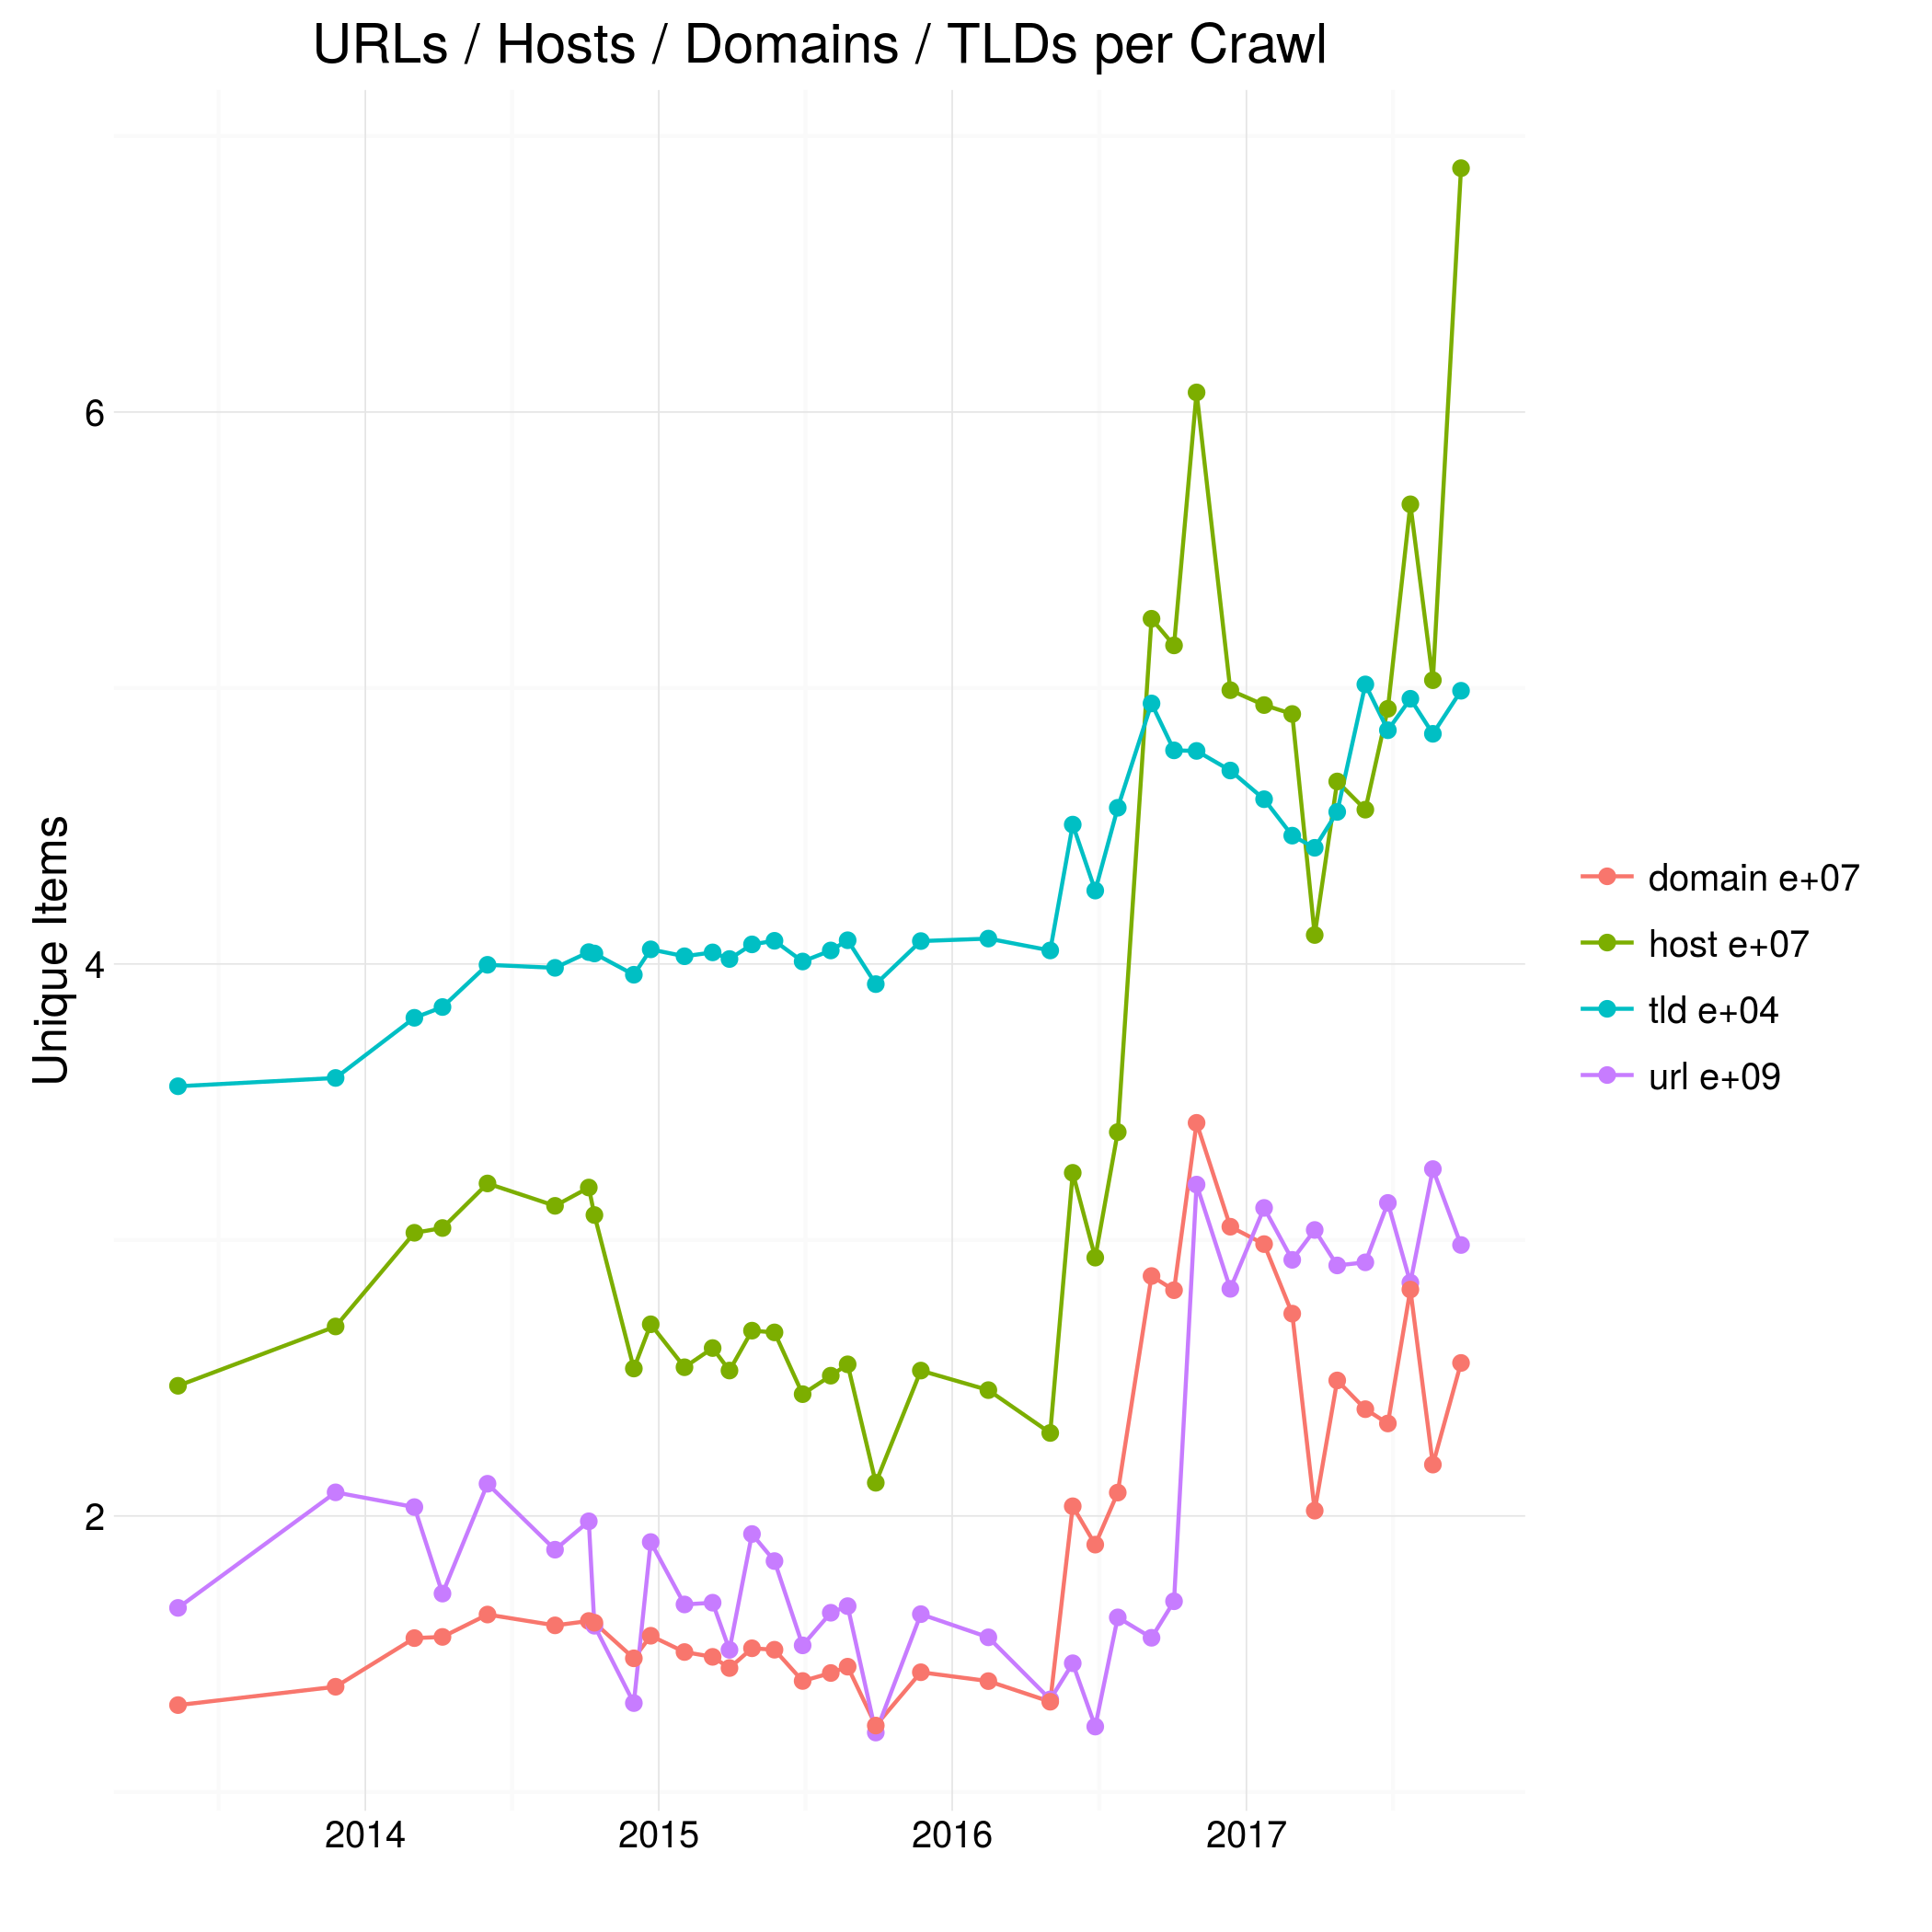 URLs / Hosts / Domains / TLDs per Crawl
Unique Items
6
4
2
2014
2015
2016
2017
domain e+07
host e+07
tld e+04
url e+09